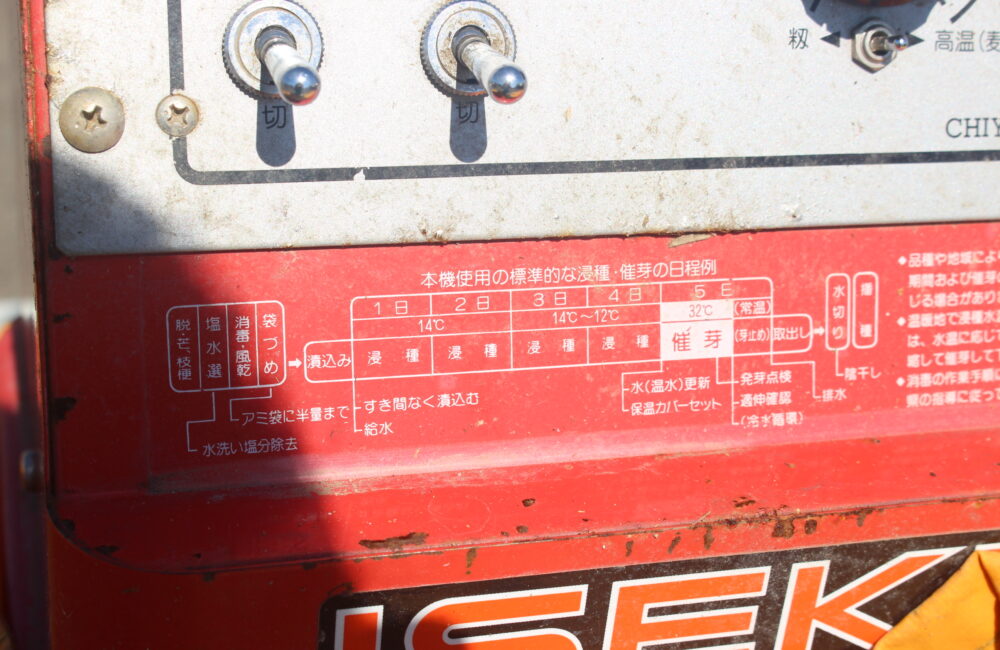 籾 高温(麦
切 切
CHIY
本機使用の標準的な浸種・催芽の日程例
1日 2日 3日 4日 5日
14℃ 14℃～12℃ 32℃ (常温)
脱・芒、枝梗 塩水選 消毒・風乾 袋づめ 漬込み 浸種 浸種 浸種 浸種 催芽 (芽止め) 取出し 水切り 播種
アミ袋に半量まで
水洗い塩分除去
すき間なく漬込む
給水
水(温水)更新
保温カバーセット
発芽点検
適伸確認
(冷き循環)
排水
陰干し
◆品種や地域によ
期間および催芽
じる場合があり
◆温暖地で浸種水
は、水温に応じ
縮して催芽して
◆消毒の作業手順
県の指導に従っ
ISEK